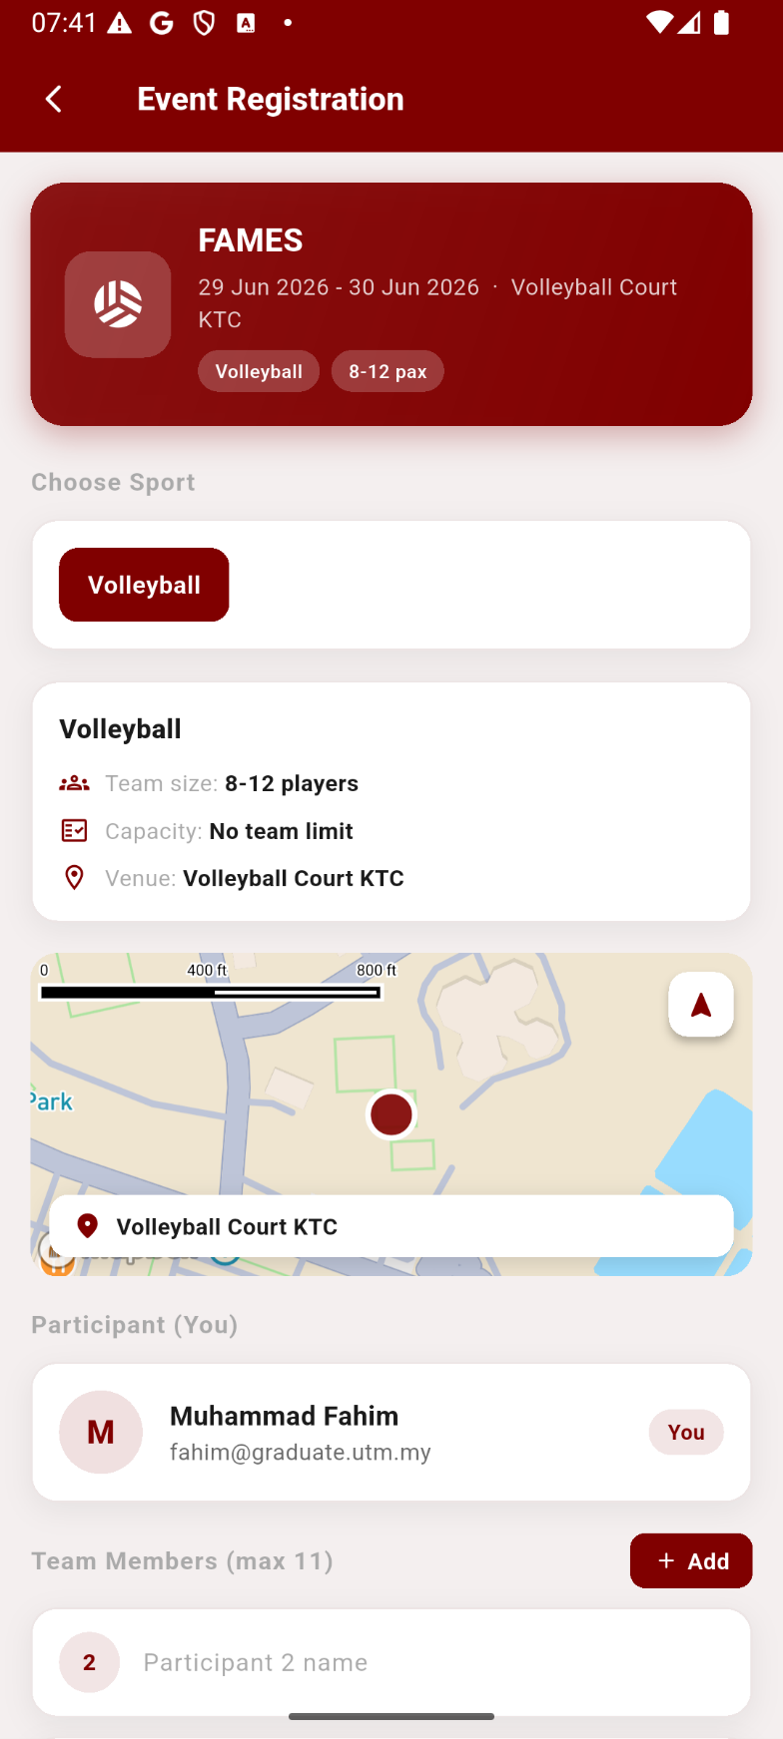 07:41
Event Registration
FAMES
29 Jun 2026 - 30 Jun 2026 · Volleyball Court
KTC
Volleyball
8-12 pax
Choose Sport
Volleyball
Volleyball
Team size: 8-12 players
Capacity: No team limit
Venue: Volleyball Court KTC
0 400 ft 800 ft
Park
Volleyball Court KTC
Participant (You)
M
Muhammad Fahim
You
fahim@graduate.utm.my
Team Members (max 11)
+ Add
2
Participant 2 name